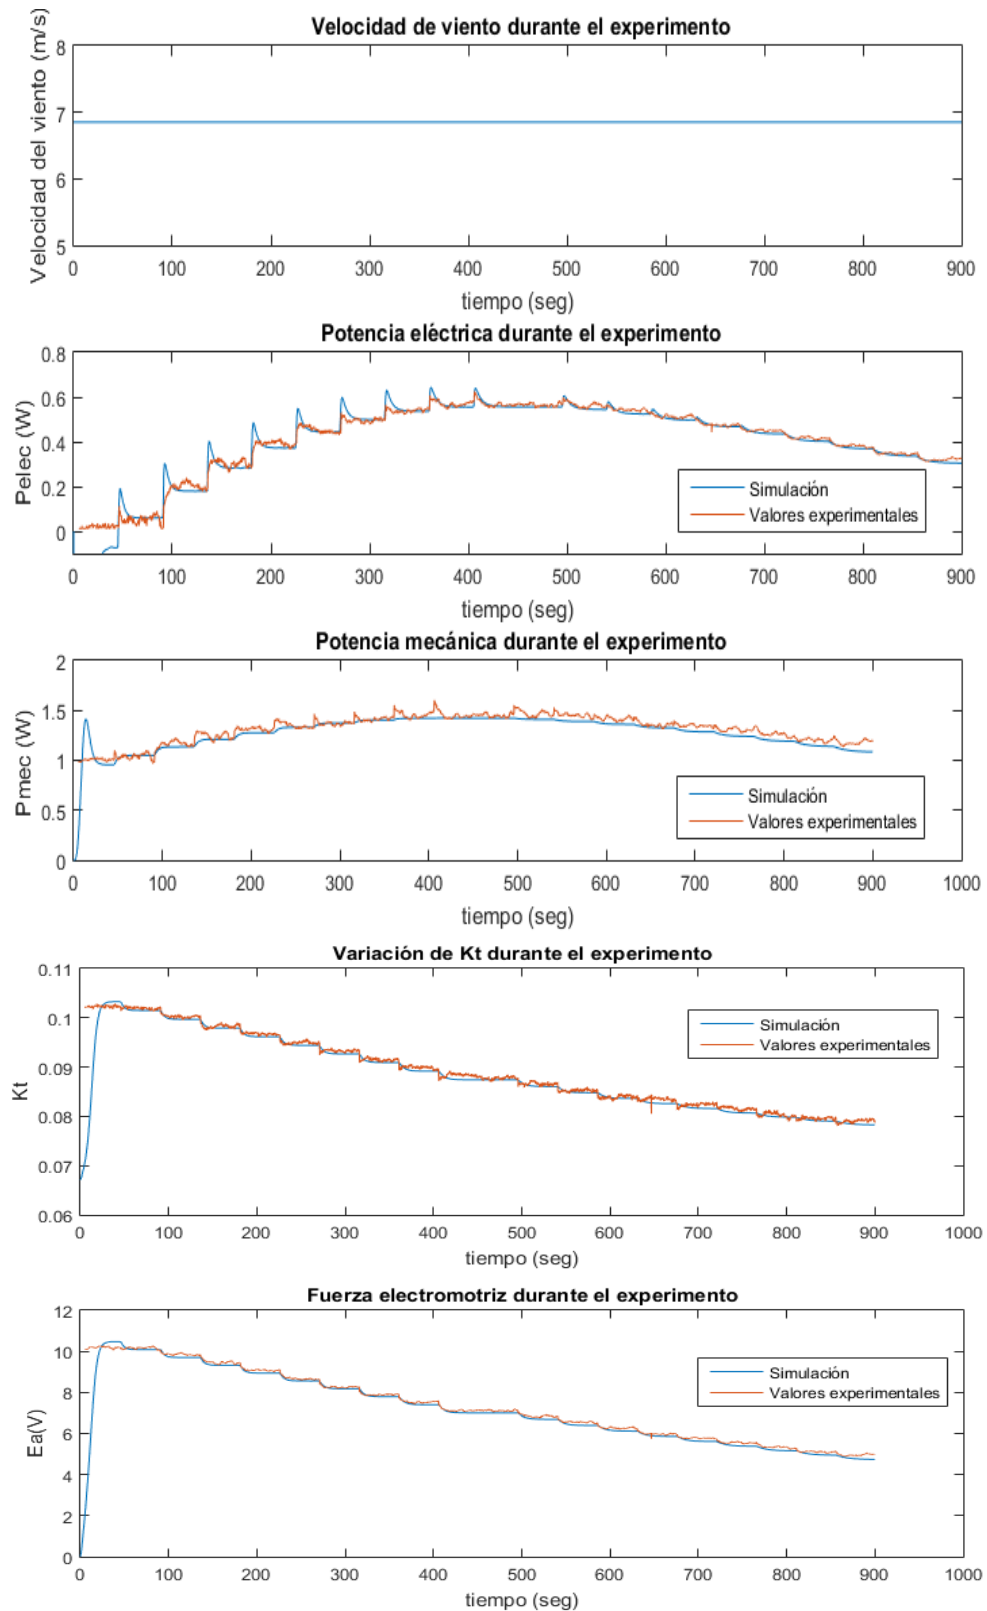 Velocidad de viento durante el experimento
Velocidad del viento (m/s)
8
7
6
5
0 100 200 300 400 500 600 700 800 900
tiempo (seg)
Potencia eléctrica durante el experimento
Pelec (W)
0.8
0.6
0.4
0.2
0
Simulación
Valores experimentales
0 100 200 300 400 500 600 700 800 900
tiempo (seg)
Potencia mecánica durante el experimento
Pmec (W)
2
1.5
1
0.5
0
Simulación
Valores experimentales
0 100 200 300 400 500 600 700 800 900 1000
tiempo (seg)
Variación de Kt durante el experimento
Kt
0.11
0.1
0.09
0.08
0.07
0.06
Simulación
Valores experimentales
0 100 200 300 400 500 600 700 800 900 1000
tiempo (seg)
Fuerza electromotriz durante el experimento
Ea(V)
12
10
8
6
4
2
0
Simulación
Valores experimentales
0 100 200 300 400 500 600 700 800 900 1000
tiempo (seg)